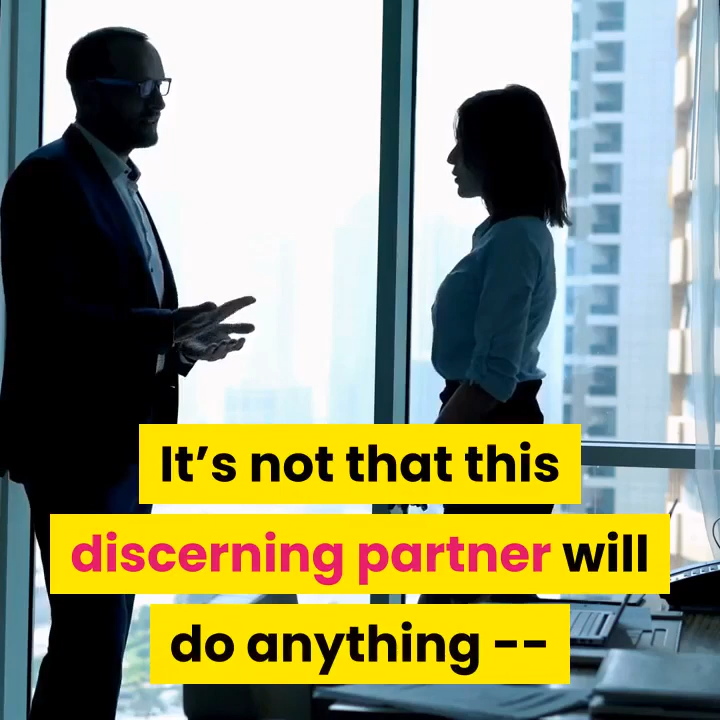 It’s not that this
discerning partner will
do anything --